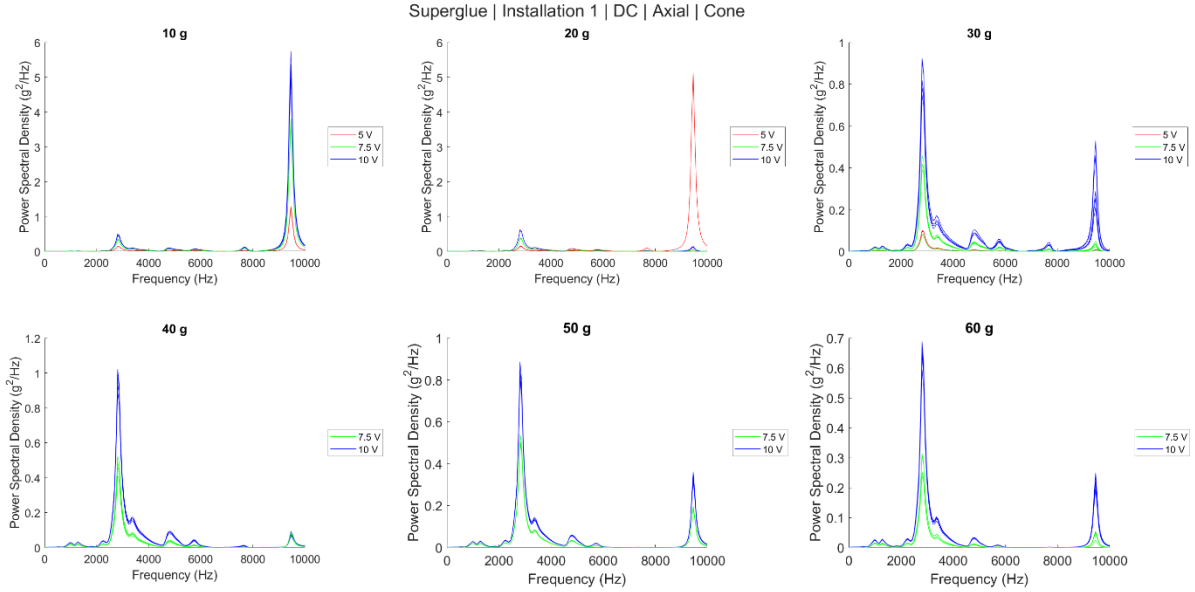 Superglue | Installation 1 | DC | Axial | Cone
10 g
Power Spectral Density (g²/Hz)
6
5
4
3
2
1
0
0 2000 4000 6000 8000 10000
Frequency (Hz)
5 V
7.5 V
10 V
20 g
Power Spectral Density (g²/Hz)
6
5
4
3
2
1
0
0 2000 4000 6000 8000 10000
Frequency (Hz)
5 V
7.5 V
10 V
30 g
Power Spectral Density (g²/Hz)
1
0.8
0.6
0.4
0.2
0
0 2000 4000 6000 8000 10000
Frequency (Hz)
5 V
7.5 V
10 V
40 g
Power Spectral Density (g²/Hz)
1.2
1
0.8
0.6
0.4
0.2
0
0 2000 4000 6000 8000 10000
Frequency (Hz)
7.5 V
10 V
50 g
Power Spectral Density (g²/Hz)
1
0.8
0.6
0.4
0.2
0
0 2000 4000 6000 8000 10000
Frequency (Hz)
7.5 V
10 V
60 g
Power Spectral Density (g²/Hz)
0.7
0.6
0.5
0.4
0.3
0.2
0.1
0
0 2000 4000 6000 8000 10000
Frequency (Hz)
7.5 V
10 V